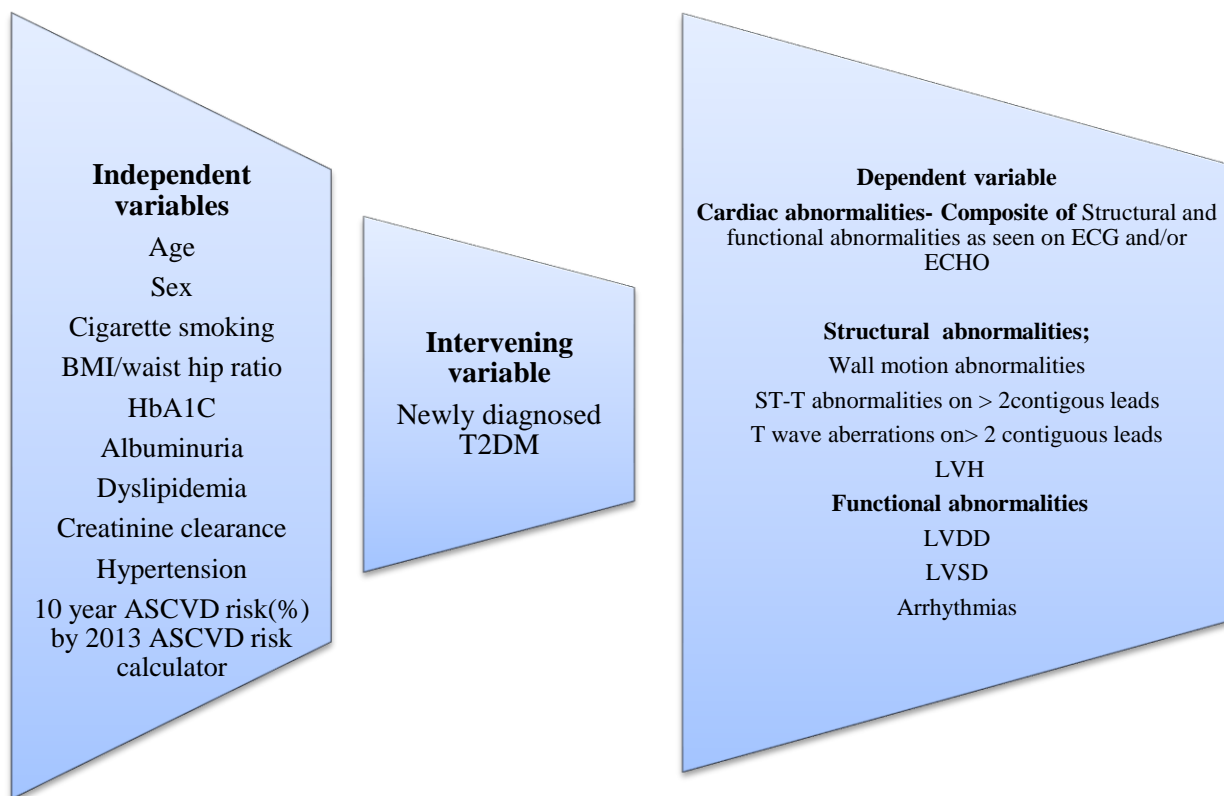 Independent
variables
Age
Sex
Cigarette smoking
BMI/waist hip ratio
HbA1C
Albuminuria
Dyslipidemia
Creatinine clearance
Hypertension
10 year ASCVD risk(%)
by 2013 ASCVD risk
calculator
Intervening
variable
Newly diagnosed
T2DM
Dependent variable
Cardiac abnormalities- Composite of Structural and
functional abnormalities as seen on ECG and/or
ECHO
Structural abnormalities;
Wall motion abnormalities
ST-T abnormalities on > 2contigous leads
T wave aberrations on> 2 contiguous leads
LVH
Functional abnormalities
LVDD
LVSD
Arrhythmias